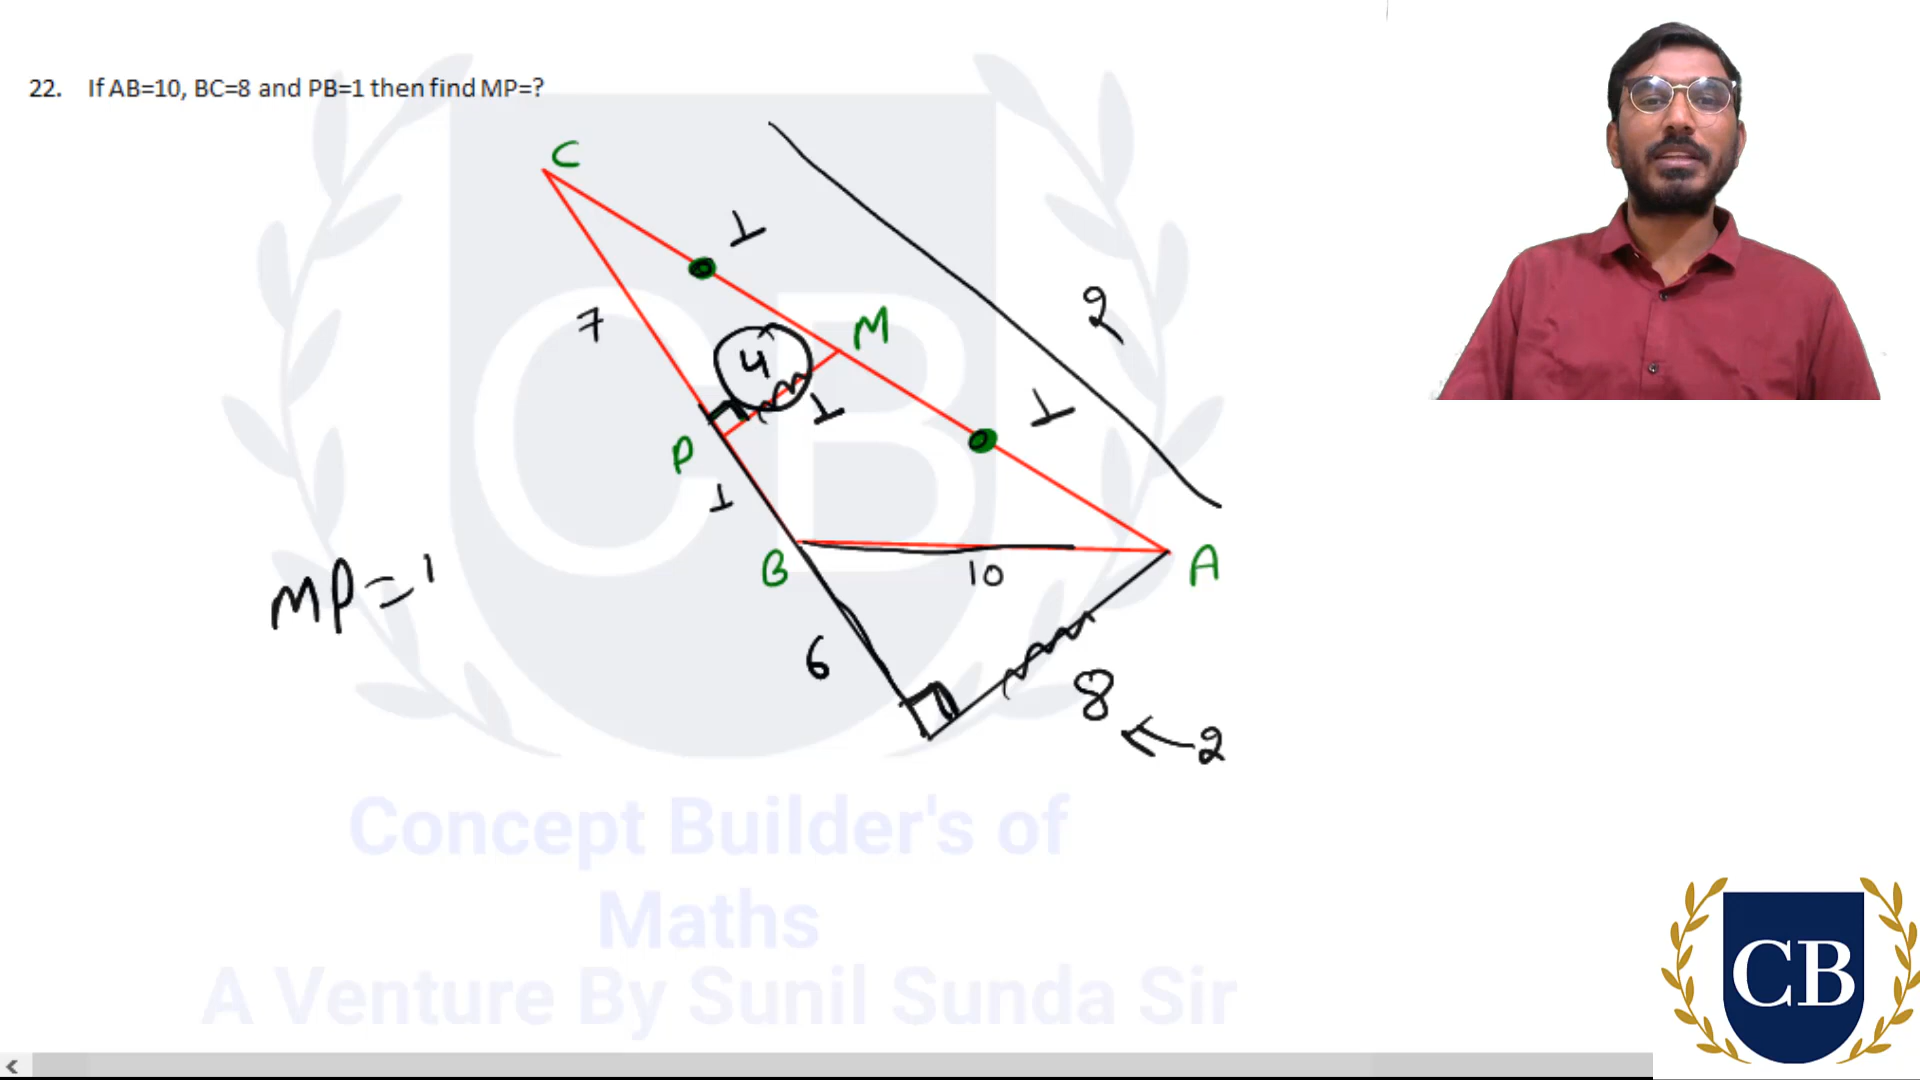 22. If AB=10, BC=8 and PB=1 then find MP=?
C
1
7
M
2
4
1
1
P
1
B
10
A
MP=1
6
8 ← 2
Concept Builder's of
Maths
A Venture By Sunil Sunda Sir
CB
CB